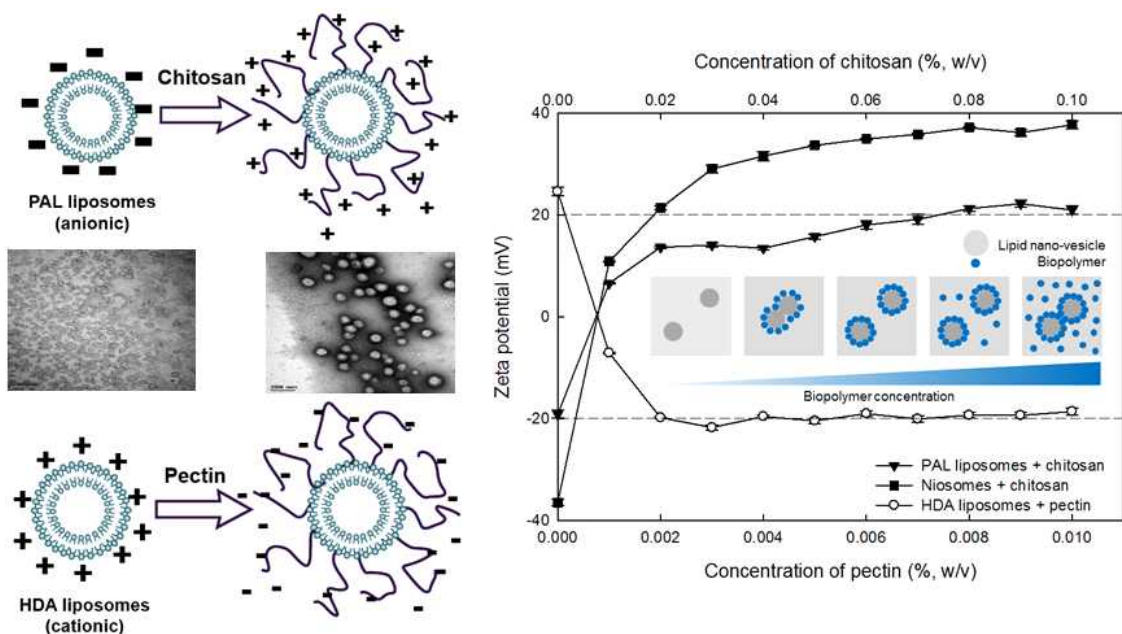 Chitosan
PAL liposomes
(anionic)
Pectin
HDA liposomes
(cationic)
Concentration of chitosan (%, w/v)
0.00 0.02 0.04 0.06 0.08 0.10
Zeta potential (mV)
40
20
0
-20
-40
Lipid nano-vesicle
Biopolymer
Biopolymer concentration
PAL liposomes + chitosan
Niosomes + chitosan
HDA liposomes + pectin
0.000 0.002 0.004 0.006 0.008 0.010
Concentration of pectin (%, w/v)